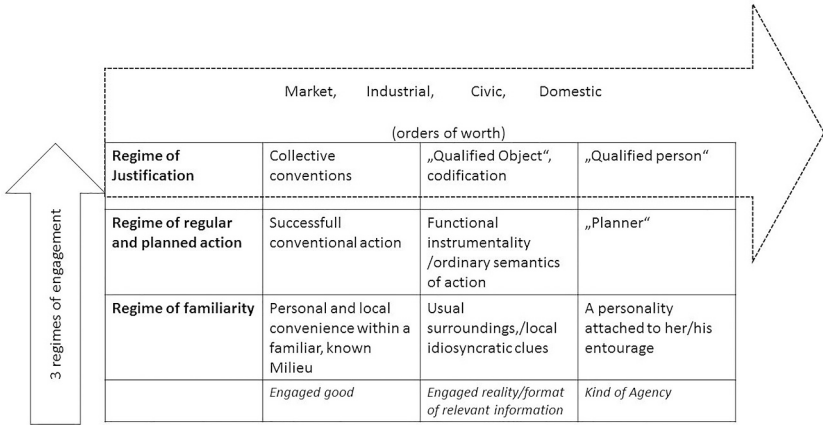 Market, Industrial, Civic, Domestic
(orders of worth)
3 regimes of engagement
Regime of
Justification
Collective
conventions
„Qualified Object“,
codification
„Qualified person“
Regime of regular
and planned action
Successfull
conventional action
Functional
instrumentality
/ordinary semantics
of action
„Planner“
Regime of familiarity
Personal and local
convenience within a
familiar, known
Milieu
Usual
surroundings,/local
idiosyncratic clues
A personality
attached to her/his
entourage
Engaged good
Engaged reality/format
of relevant information
Kind of Agency